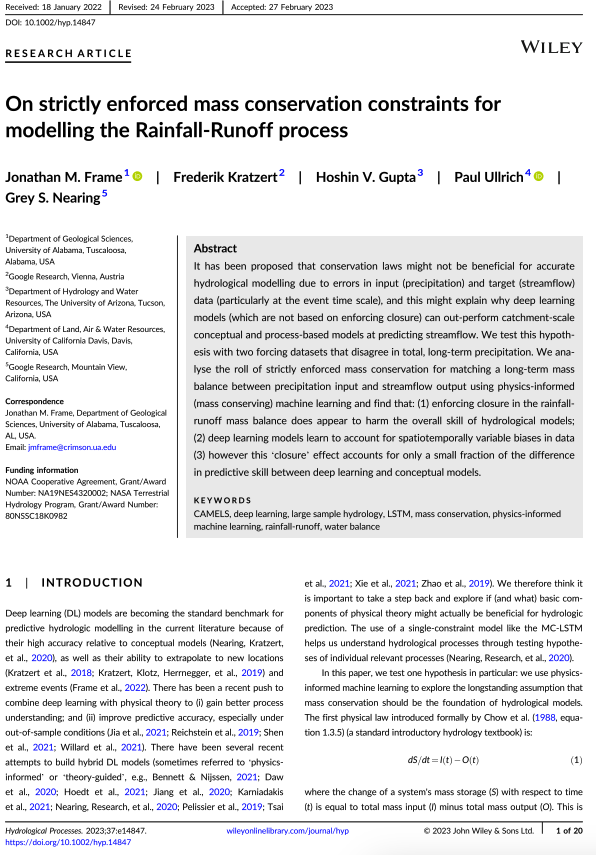 Received: 18 January 2022 | Revised: 24 February 2023 | Accepted: 27 February 2023
DOI: 10.1002/hyp.14847
RESEARCH ARTICLE
WILEY
On strictly enforced mass conservation constraints for
modelling the Rainfall-Runoff process
Jonathan M. Frame1 | Frederik Kratzert2 | Hoshin V. Gupta3 | Paul Ullrich4 |
Grey S. Nearing5
1Department of Geological Sciences,
University of Alabama, Tuscaloosa,
Alabama, USA
2Google Research, Vienna, Austria
3Department of Hydrology and Water
Resources, The University of Arizona, Tucson,
Arizona, USA
4Department of Land, Air & Water Resources,
University of California Davis, Davis,
California, USA
5Google Research, Mountain View,
California, USA
Correspondence
Jonathan M. Frame, Department of Geological
Sciences, University of Alabama, Tuscaloosa,
AL, USA.
Email: jmframe@crimson.ua.edu
Funding information
NOAA Cooperative Agreement, Grant/Award
Number: NA19NES4320002; NASA Terrestrial
Hydrology Program, Grant/Award Number:
80NSSC18K0982
Abstract
It has been proposed that conservation laws might not be beneficial for accurate
hydrological modelling due to errors in input (precipitation) and target (streamflow)
data (particularly at the event time scale), and this might explain why deep learning
models (which are not based on enforcing closure) can out-perform catchment-scale
conceptual and process-based models at predicting streamflow. We test this hypoth-
esis with two forcing datasets that disagree in total, long-term precipitation. We ana-
lyse the roll of strictly enforced mass conservation for matching a long-term mass
balance between precipitation input and streamflow output using physics-informed
(mass conserving) machine learning and find that: (1) enforcing closure in the rainfall-
runoff mass balance does appear to harm the overall skill of hydrological models;
(2) deep learning models learn to account for spatiotemporally variable biases in data
(3) however this 'closure' effect accounts for only a small fraction of the difference
in predictive skill between deep learning and conceptual models.
KEYWORDS
CAMELS, deep learning, large sample hydrology, LSTM, mass conservation, physics-informed
machine learning, rainfall-runoff, water balance
1 | INTRODUCTION
Deep learning (DL) models are becoming the standard benchmark for
predictive hydrologic modelling in the current literature because of
their high accuracy relative to conceptual models (Nearing, Kratzert,
et al., 2020), as well as their ability to extrapolate to new locations
(Kratzert et al., 2018; Kratzert, Klotz, Herrnegger, et al., 2019) and
extreme events (Frame et al., 2022). There has been a recent push to
combine deep learning with physical theory to (i) gain better process
understanding; and (ii) improve predictive accuracy, especially under
out-of-sample conditions (Jia et al., 2021; Reichstein et al., 2019; Shen
et al., 2021; Willard et al., 2021). There have been several recent
attempts to build hybrid DL models (sometimes referred to 'physics-
informed' or 'theory-guided', e.g., Bennett & Nijssen, 2021; Daw
et al., 2020; Hoedt et al., 2021; Jiang et al., 2020; Karniadakis
et al., 2021; Nearing, Research, et al., 2020; Pelissier et al., 2019; Tsai
et al., 2021; Xie et al., 2021; Zhao et al., 2019). We therefore think it
is important to take a step back and explore if (and what) basic com-
ponents of physical theory might actually be beneficial for hydrologic
prediction. The use of a single-constraint model like the MC-LSTM
helps us understand hydrological processes through testing hypothe-
ses of individual relevant processes (Nearing, Research, et al., 2020).
In this paper, we test one hypothesis in particular: we use physics-
informed machine learning to explore the longstanding assumption that
mass conservation should be the foundation of hydrological models.
The first physical law introduced formally by Chow et al. (1988, equa-
tion 1.3.5) (a standard introductory hydrology textbook) is:
dS/dt = I(t) − O(t) (1)
where the change of a system's mass storage (S) with respect to time
(t) is equal to total mass input (I) minus total mass output (O). This is
Hydrological Processes. 2023;37:e14847. wileyonlinelibrary.com/journal/hyp © 2023 John Wiley & Sons Ltd. | 1 of 20
https://doi.org/10.1002/hyp.14847